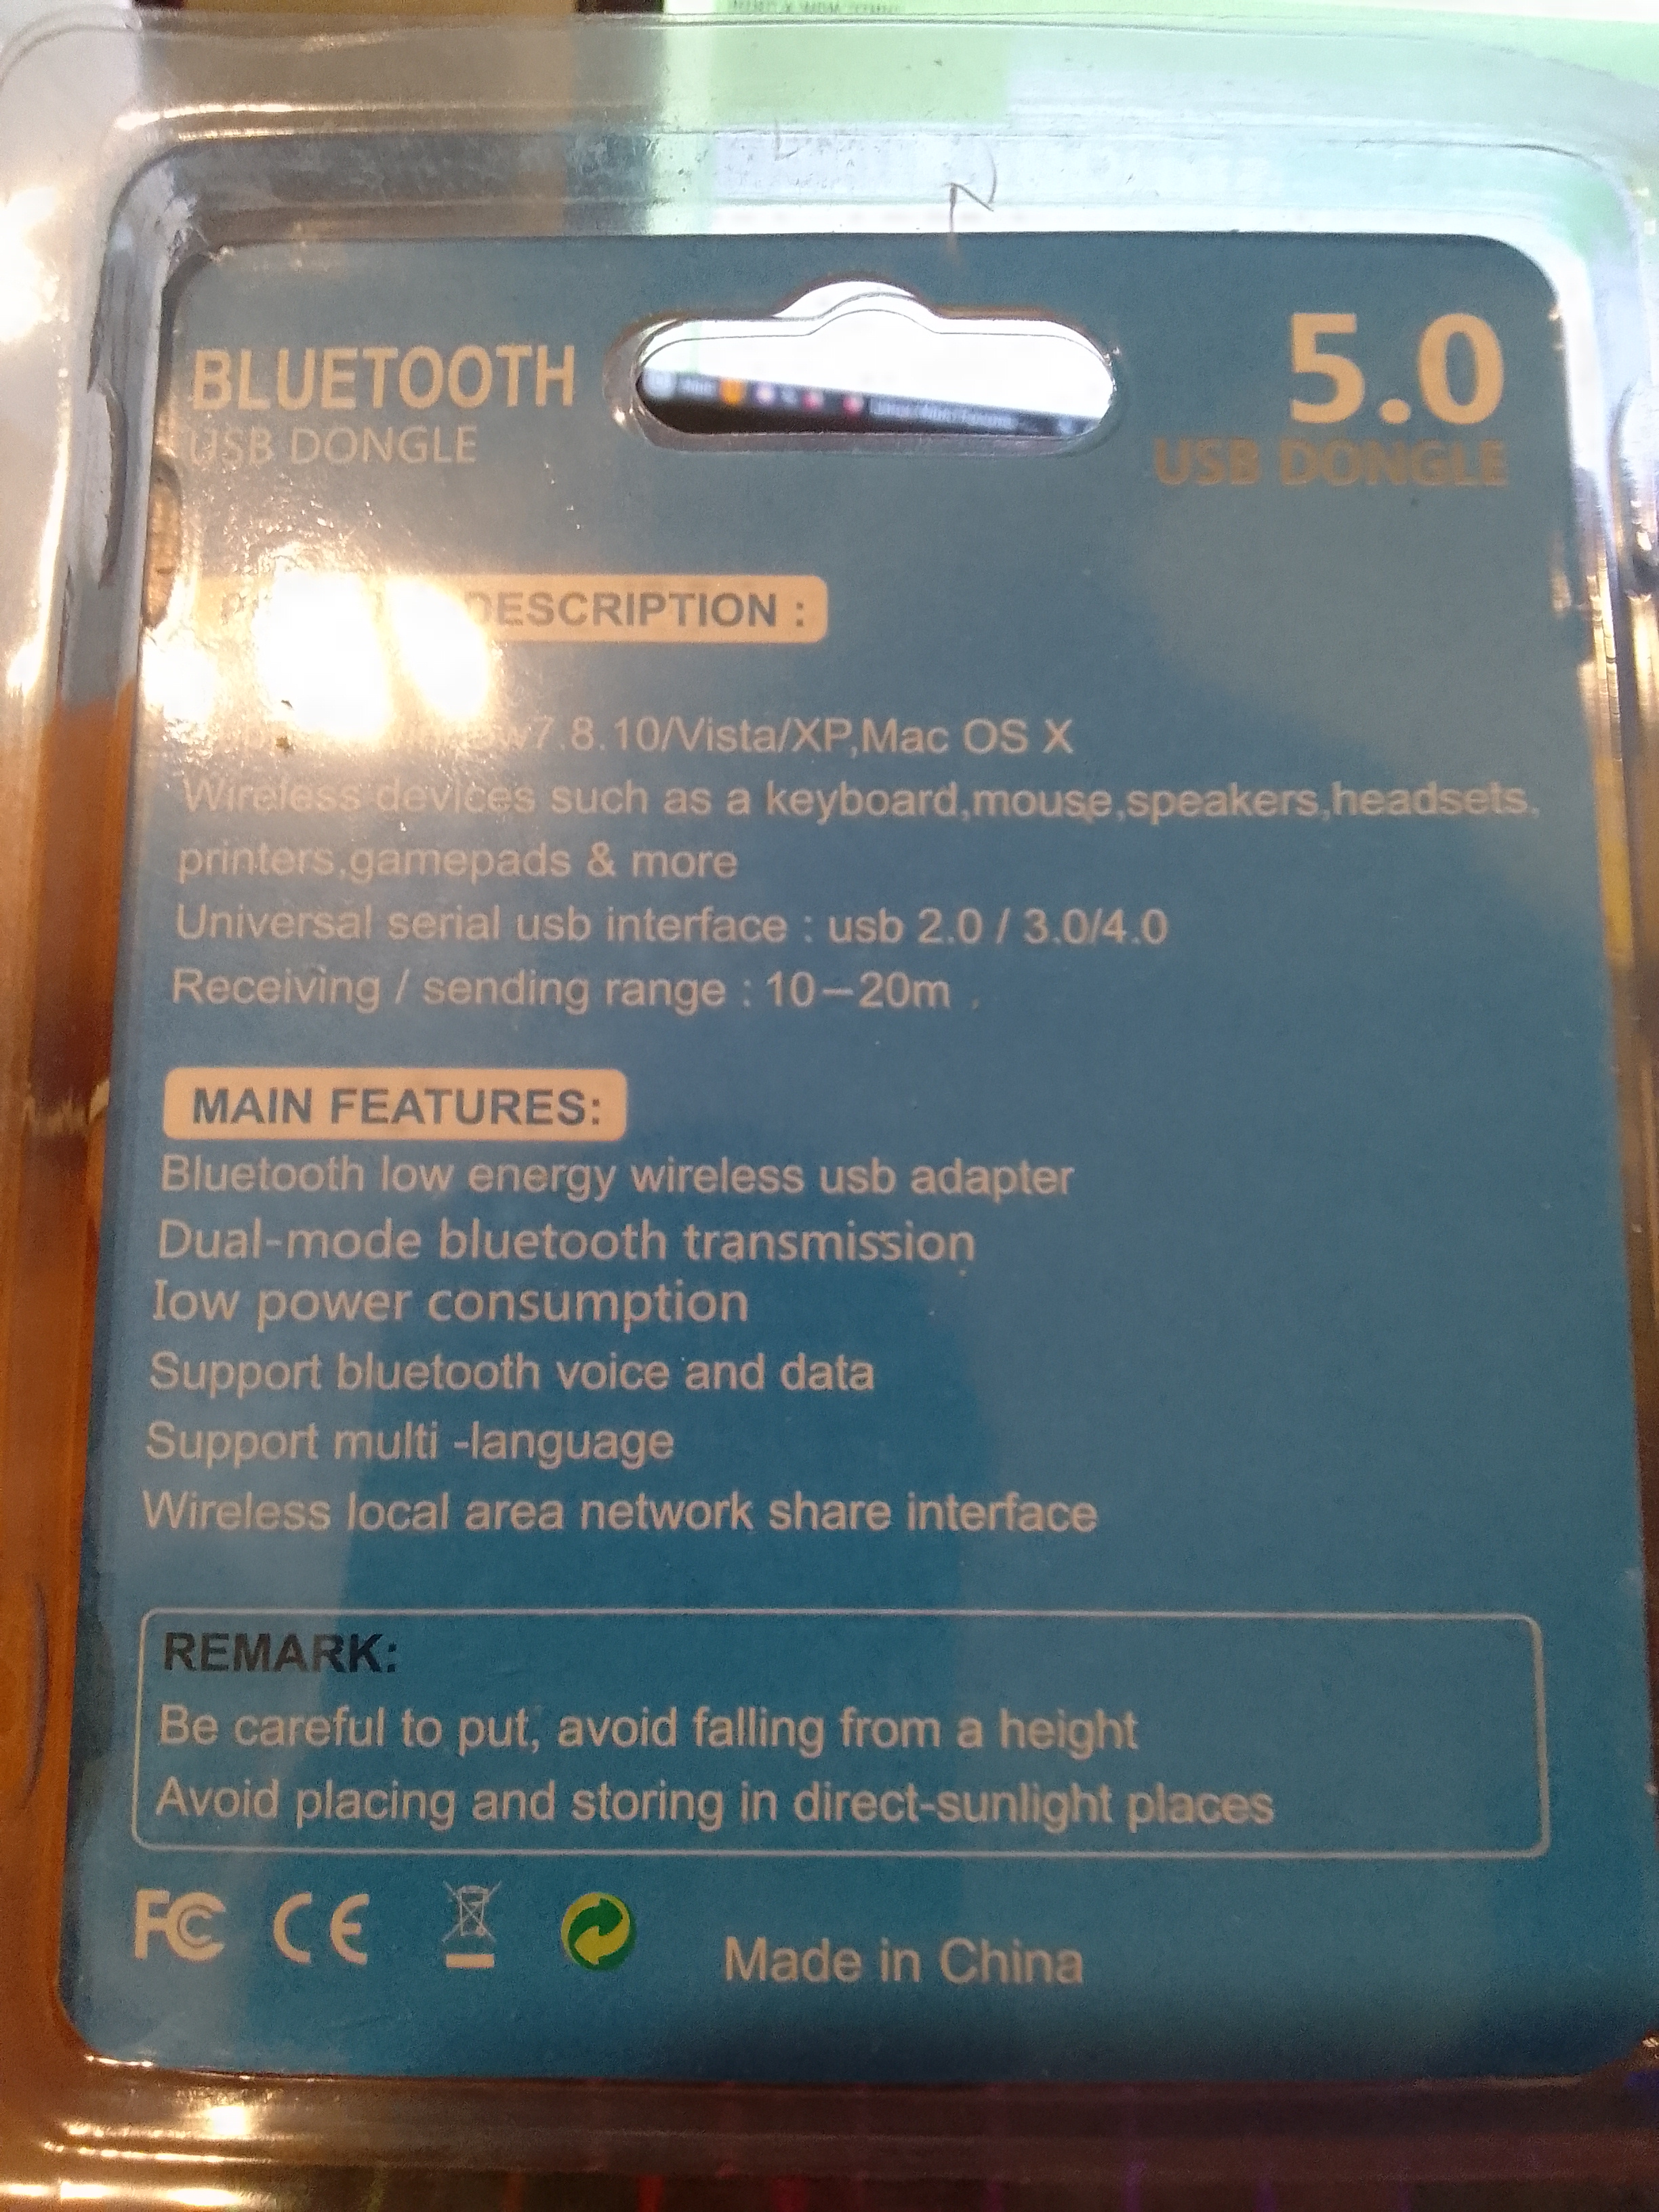 BLUETOOTH
USB DONGLE
5.0
USB DONGLE
DESCRIPTION :
7.8.10/Vista/XP,Mac OS X
Wireless devices such as a keyboard,mouse,speakers,headsets,
printers,gamepads & more
Universal serial usb interface : usb 2.0 / 3.0/4.0
Receiving / sending range : 10—20m
MAIN FEATURES:
Bluetooth low energy wireless usb adapter
Dual-mode bluetooth transmission
low power consumption
Support bluetooth voice and data
Support multi -language
Wireless local area network share interface
REMARK:
Be careful to put, avoid falling from a height
Avoid placing and storing in direct-sunlight places
FC CE
Made in China